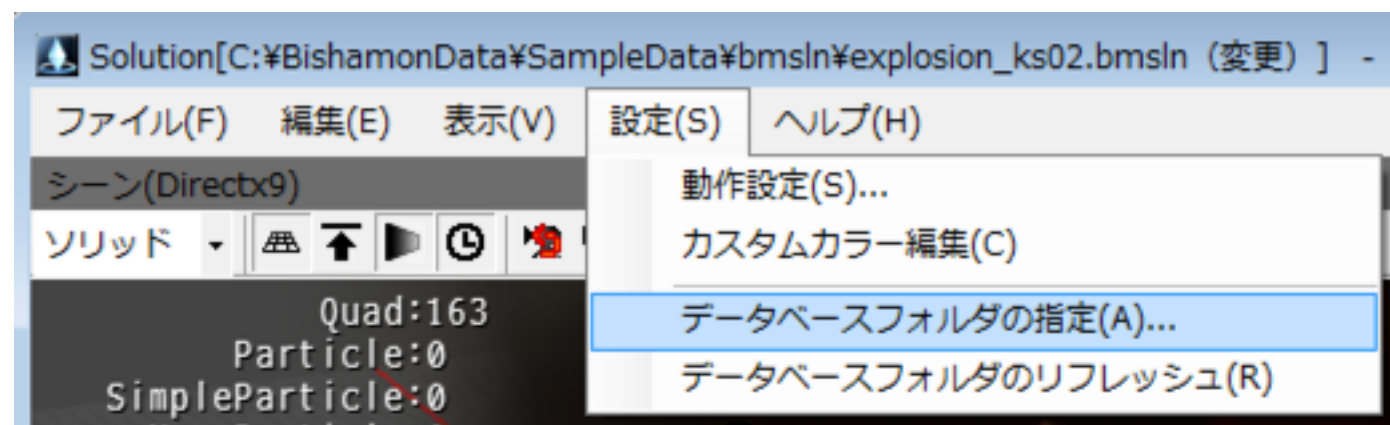 Solution[C:¥BishamonData¥SampleData¥bmsln¥explosion_ks02.bmsln（変更）] -
ファイル(F) 編集(E) 表示(V) 設定(S) ヘルプ(H)
シーン(Directx9)
ソリッド
動作設定(S)...
カスタムカラー編集(C)
データベースフォルダの指定(A)...
データベースフォルダのリフレッシュ(R)
Quad:163
Particle:0
SimpleParticle:0